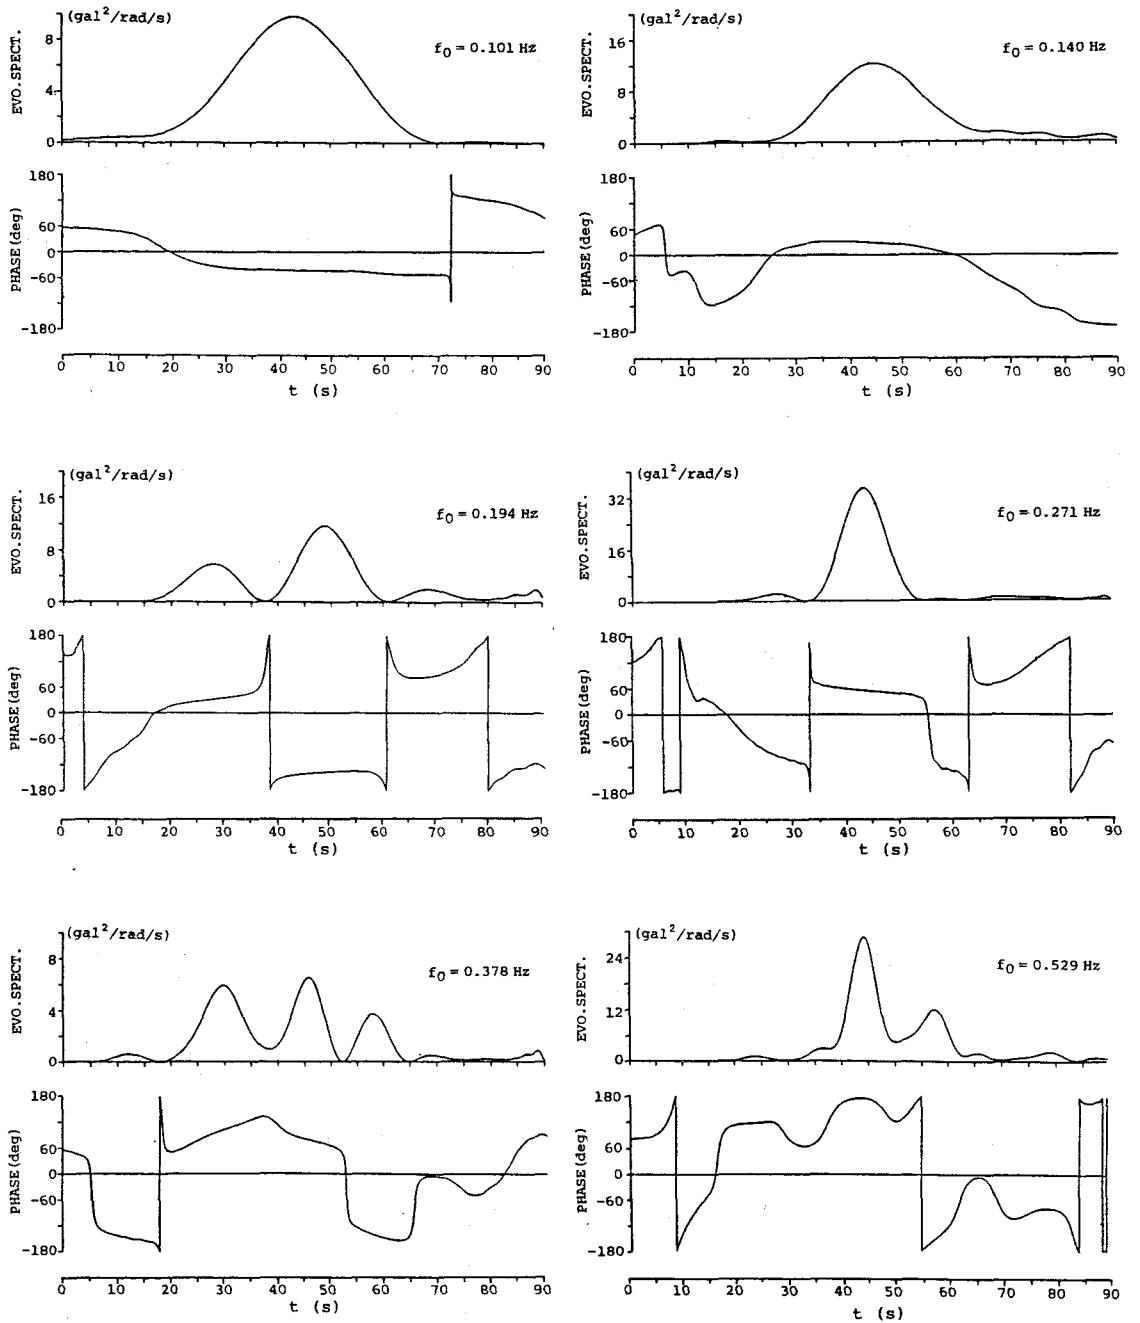 (gal²/rad/s)
f₀ = 0.101 Hz
EVO.SPECT.
8
4
0
PHASE(deg)
180
60
0
-60
-180
0 10 20 30 40 50 60 70 80 90
t (s)
(gal²/rad/s)
f₀ = 0.140 Hz
EVO.SPECT.
16
8
0
PHASE(deg)
180
60
0
-60
-180
0 10 20 30 40 50 60 70 80 90
t (s)
(gal²/rad/s)
f₀ = 0.194 Hz
EVO.SPECT.
16
8
0
PHASE(deg)
180
60
0
-60
-180
0 10 20 30 40 50 60 70 80 90
t (s)
(gal²/rad/s)
f₀ = 0.271 Hz
EVO.SPECT.
32
16
0
PHASE(deg)
180
60
0
-60
-180
0 10 20 30 40 50 60 70 80 90
t (s)
(gal²/rad/s)
f₀ = 0.378 Hz
EVO.SPECT.
8
4
0
PHASE(deg)
180
60
0
-60
-180
0 10 20 30 40 50 60 70 80 90
t (s)
(gal²/rad/s)
f₀ = 0.529 Hz
EVO.SPECT.
24
12
0
PHASE(deg)
180
60
0
-60
-180
0 10 20 30 40 50 60 70 80 90
t (s)